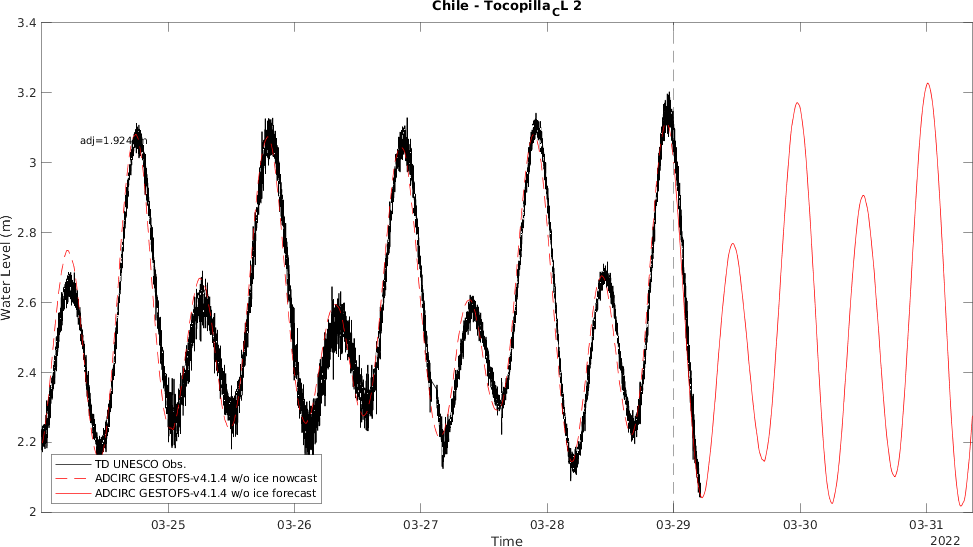 Chile - Tocopilla_CL 2
3.4
3.2
3
2.8
2.6
2.4
2.2
2
Water Level (m)
adj=1.924 m
TD UNESCO Obs.
ADCIRC GESTOFS-v4.1.4 w/o ice nowcast
ADCIRC GESTOFS-v4.1.4 w/o ice forecast
03-25 03-26 03-27 03-28 03-29 03-30 03-31
Time
2022